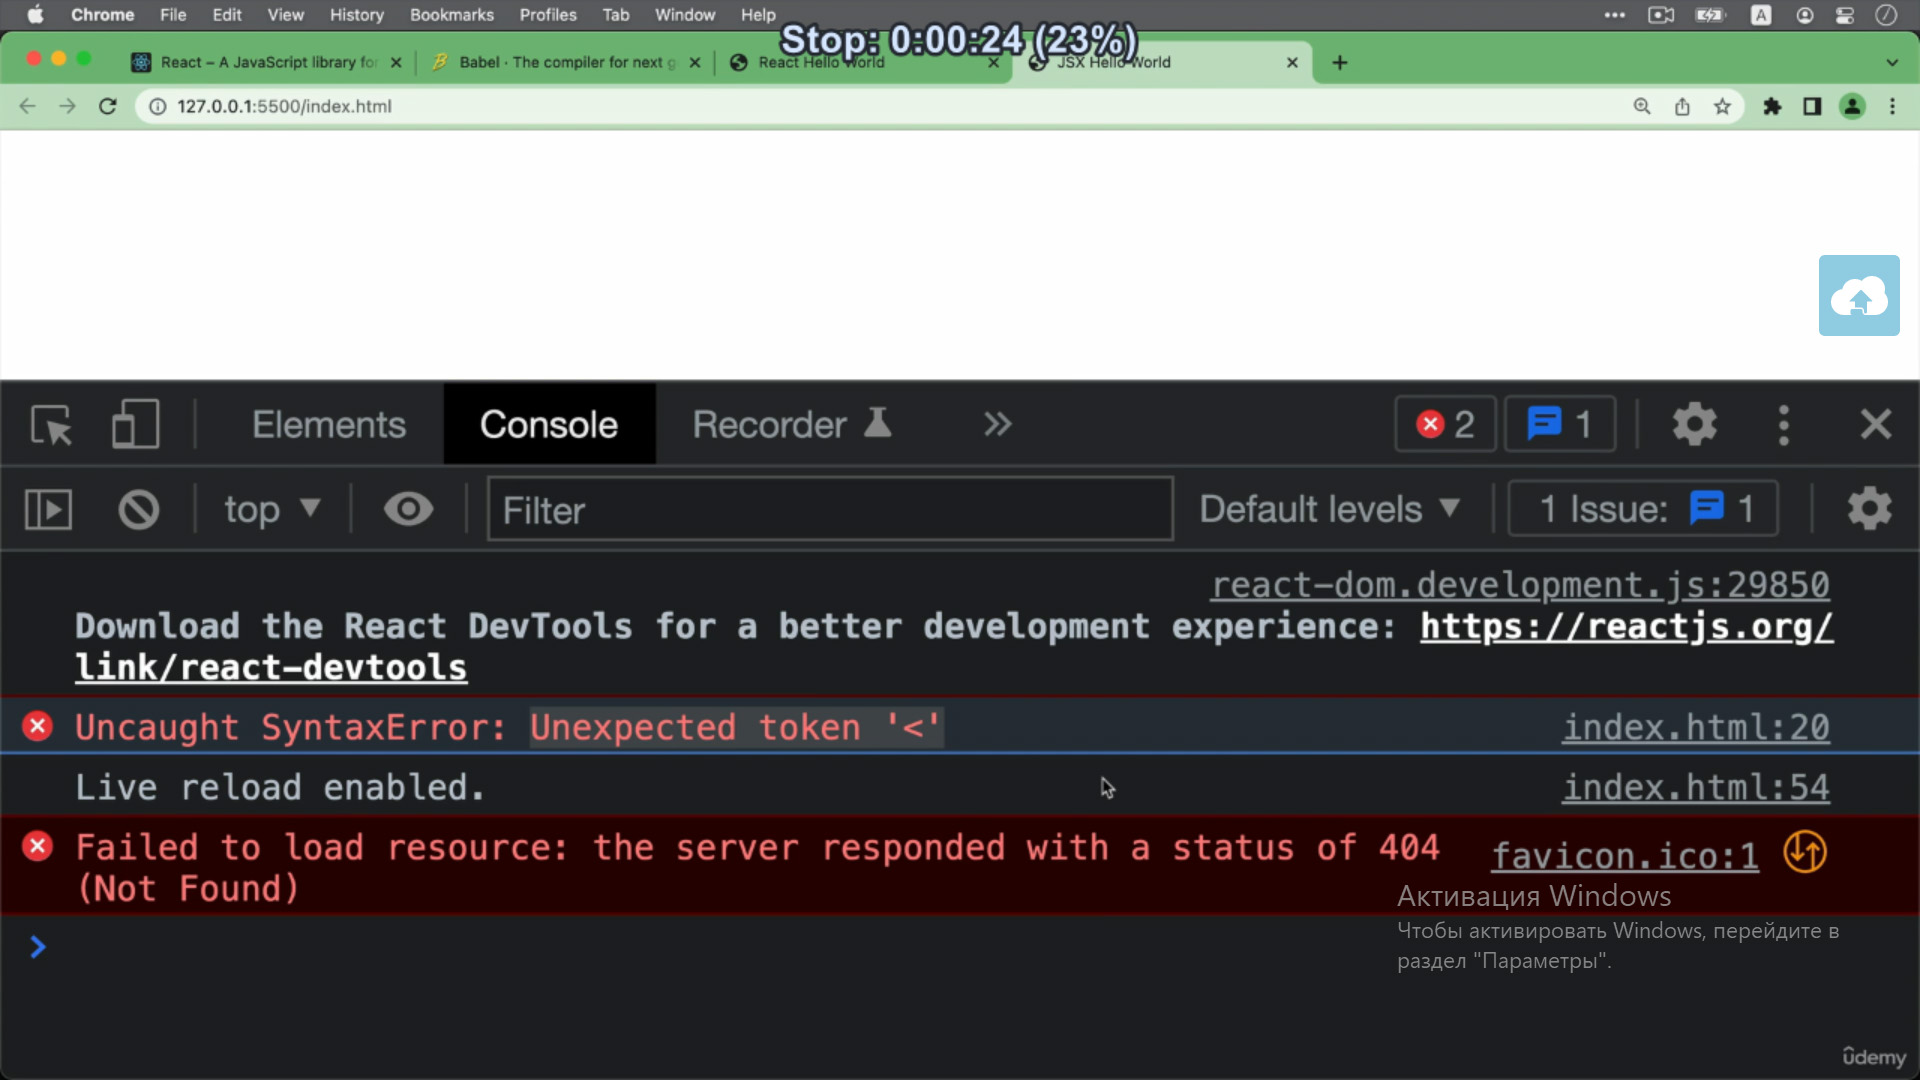 Chrome File Edit View History Bookmarks Profiles Tab Window Help
A
Stop: 0:00:24 (23%)
React – A JavaScript library for
Babel · The compiler for next g
React Hello World
JSX Hello World
127.0.0.1:5500/index.html
Elements Console Recorder 2 1
top Filter Default levels 1 Issue: 1
react-dom.development.js:29850
Download the React DevTools for a better development experience: https://reactjs.org/
link/react-devtools
Uncaught SyntaxError: Unexpected token '<' index.html:20
Live reload enabled. index.html:54
Failed to load resource: the server responded with a status of 404 favicon.ico:1
(Not Found)
Активация Windows
Чтобы активировать Windows, перейдите в
раздел "Параметры".
ûdemy